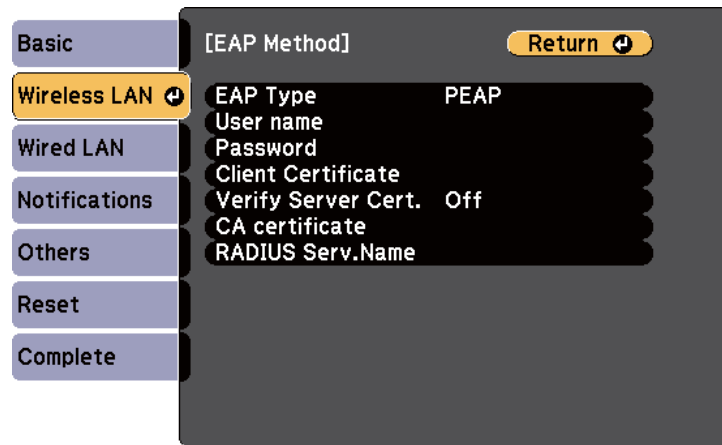 Basic
Wireless LAN
Wired LAN
Notifications
Others
Reset
Complete
[EAP Method]
Return
EAP Type PEAP
User name
Password
Client Certificate
Verify Server Cert. Off
CA certificate
RADIUS Serv.Name